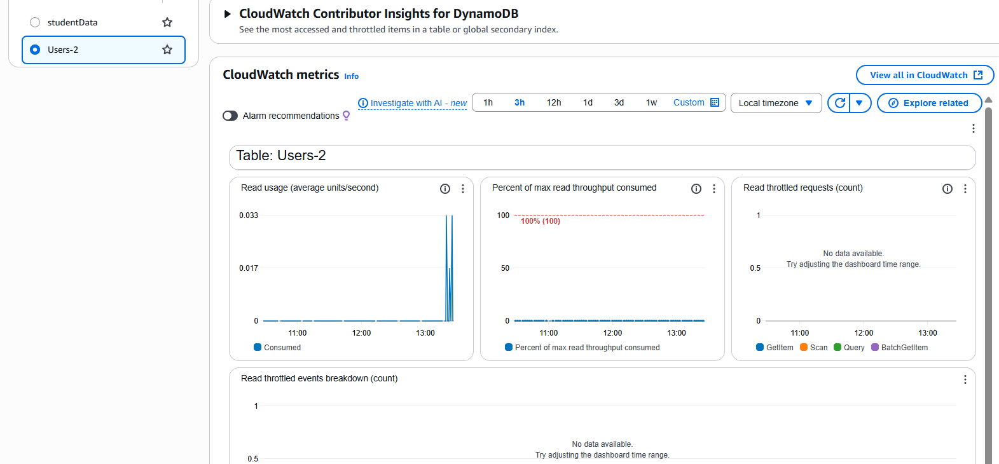 studentData
Users-2
CloudWatch Contributor Insights for DynamoDB
See the most accessed and throttled items in a table or global secondary index.
CloudWatch metrics Info
View all in CloudWatch
Investigate with AI - new
1h 3h 12h 1d 3d 1w Custom
Local timezone
Explore related
Alarm recommendations
Table: Users-2
Read usage (average units/second)
0.033
0.017
0
11:00 12:00 13:00
Consumed
Percent of max read throughput consumed
100
100% (100)
50
0
11:00 12:00 13:00
Percent of max read throughput consumed
Read throttled requests (count)
1
No data available.
Try adjusting the dashboard time range.
0.5
0
11:00 12:00 13:00
GetItem Scan Query BatchGetItem
Read throttled events breakdown (count)
1
No data available.
Try adjusting the dashboard time range.
0.5